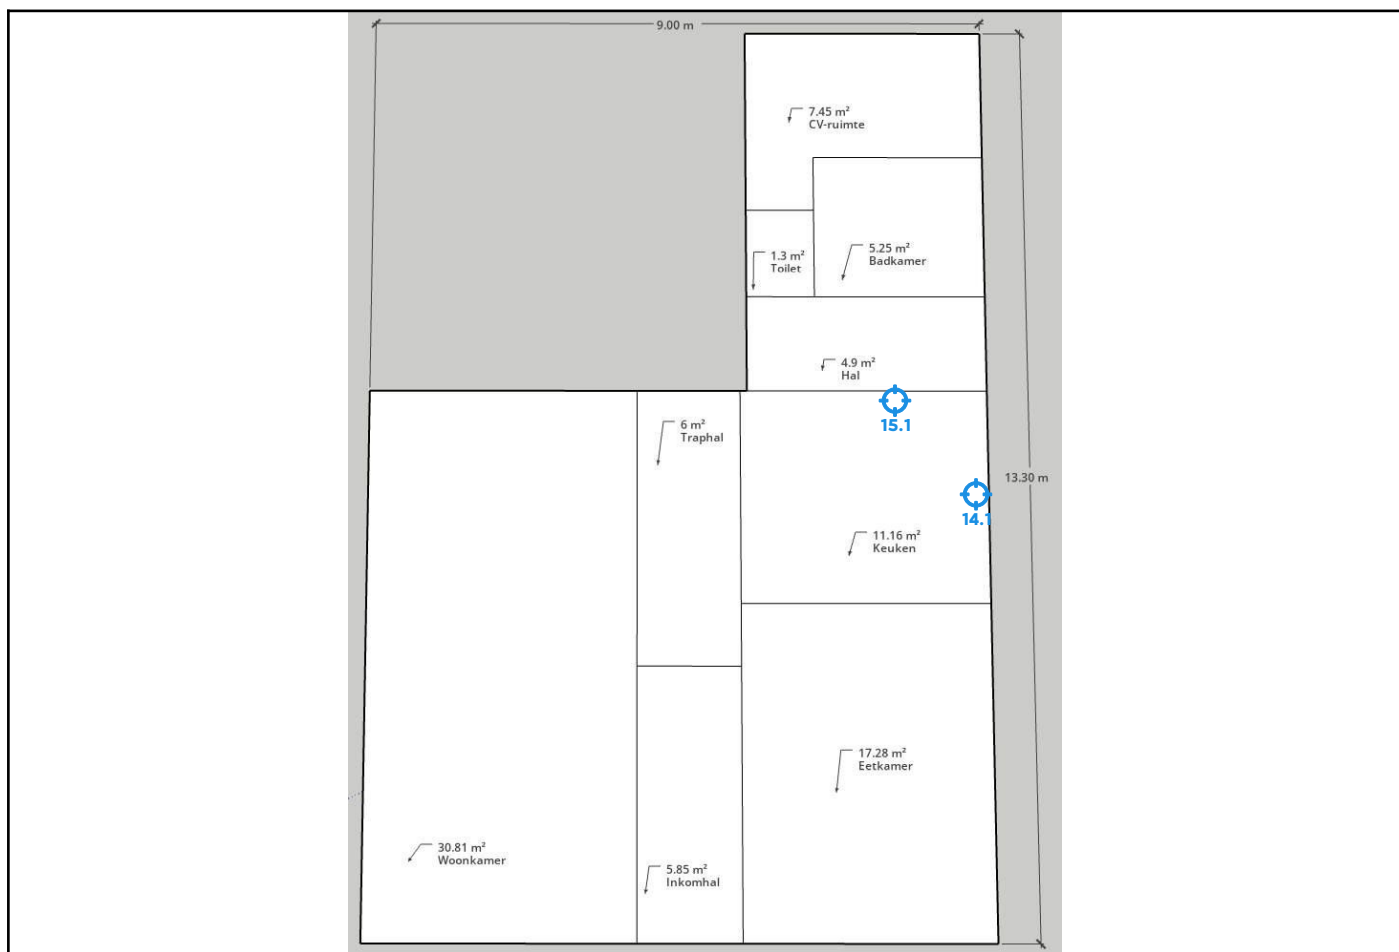 9.00 m
7.45 m²
CV-ruimte
1.3 m²
Toilet
5.25 m²
Badkamer
4.9 m²
Hal
15.1
6 m²
Traphal
13.30 m
14.1
11.16 m²
Keuken
17.28 m²
Eetkamer
30.81 m²
Woonkamer
5.85 m²
Inkomhal